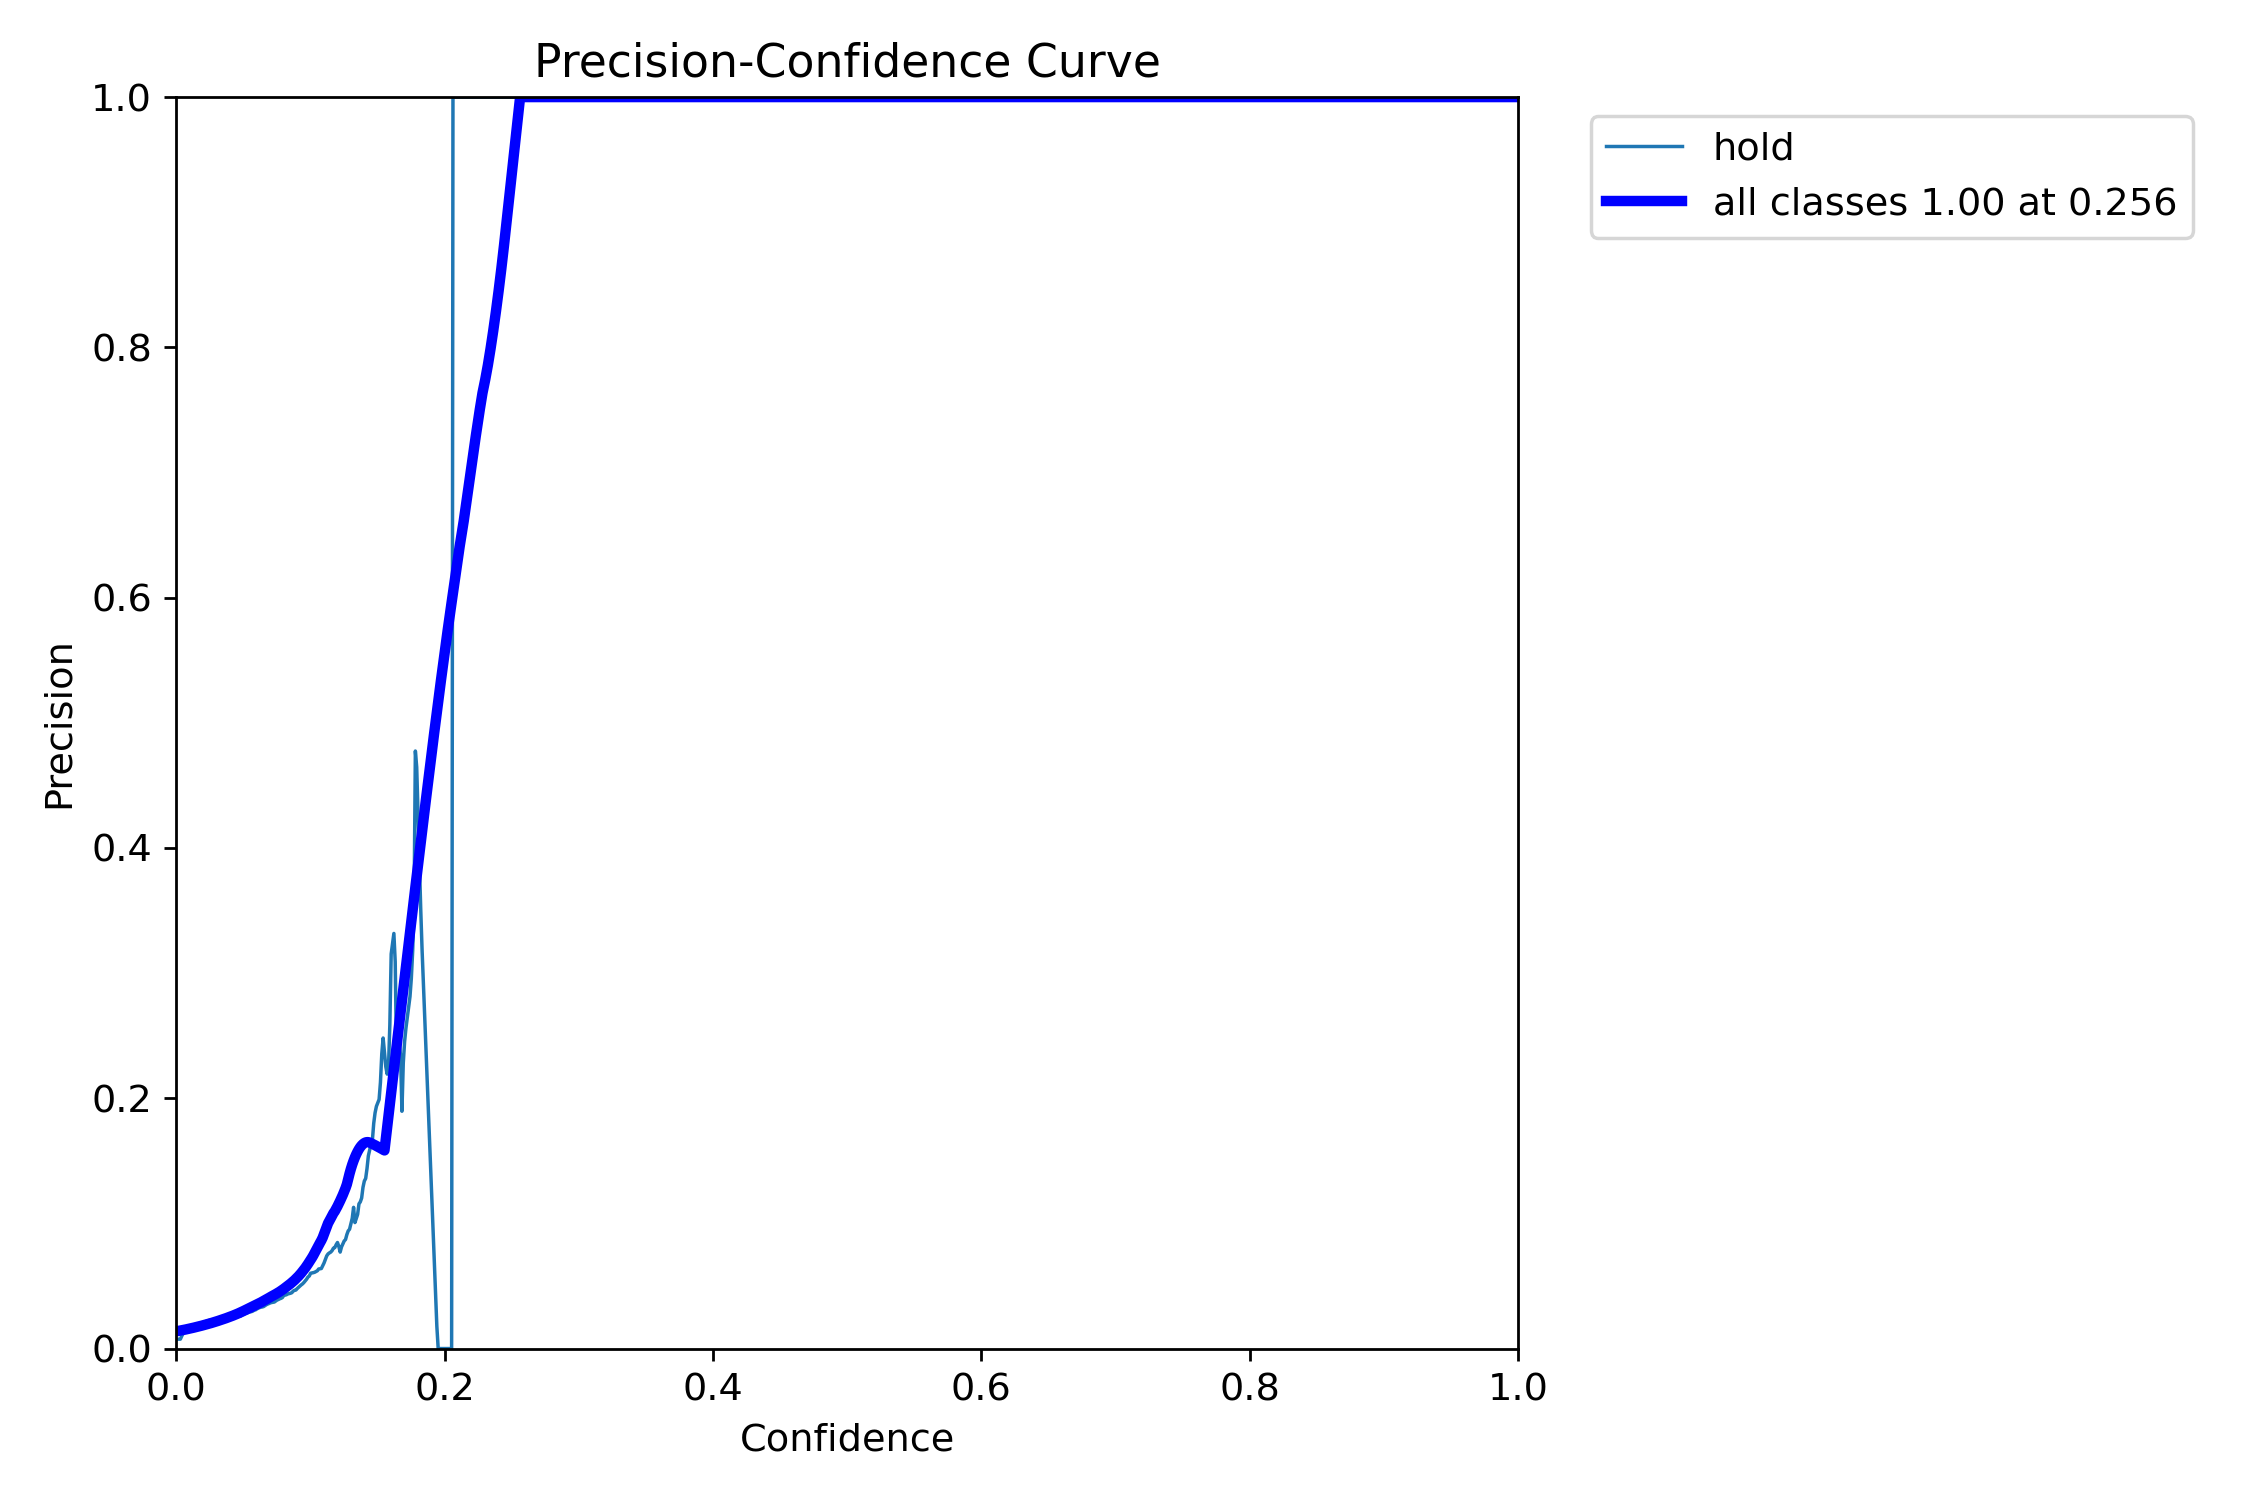 Precision-Confidence Curve
1.0
0.8
0.6
0.4
0.2
0.0
Precision
0.0 0.2 0.4 0.6 0.8 1.0
Confidence
hold
all classes 1.00 at 0.256